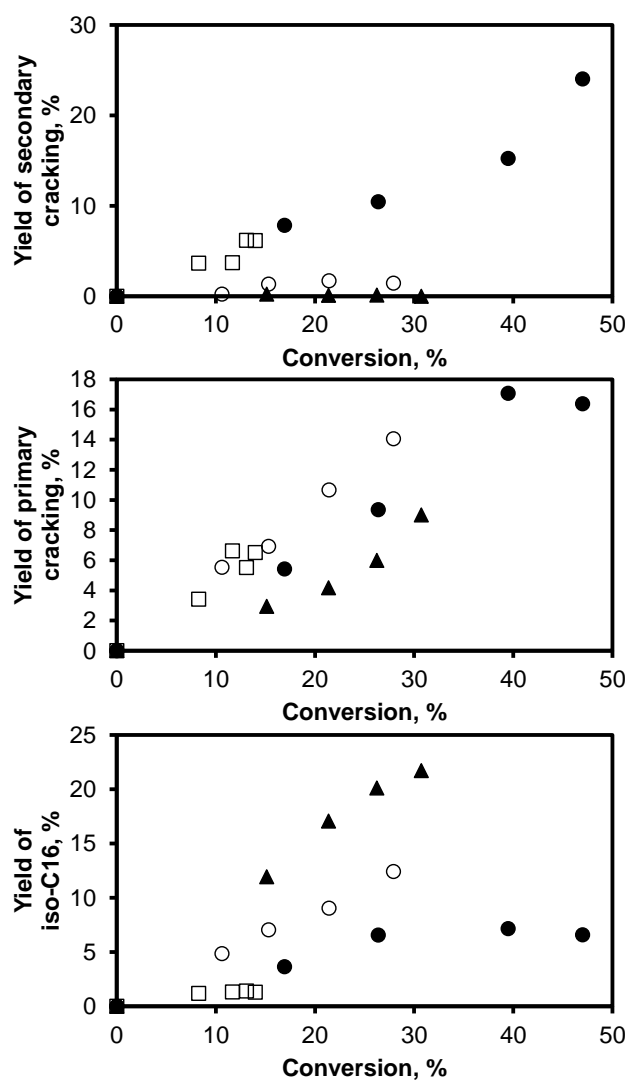 30
20
10
0
Yield of secondary
cracking, %
0 10 20 30 40 50
Conversion, %
18
16
14
12
10
8
6
4
2
0
Yield of primary
cracking, %
0 10 20 30 40 50
Conversion, %
25
20
15
10
5
0
Yield of
iso-C16, %
0 10 20 30 40 50
Conversion, %